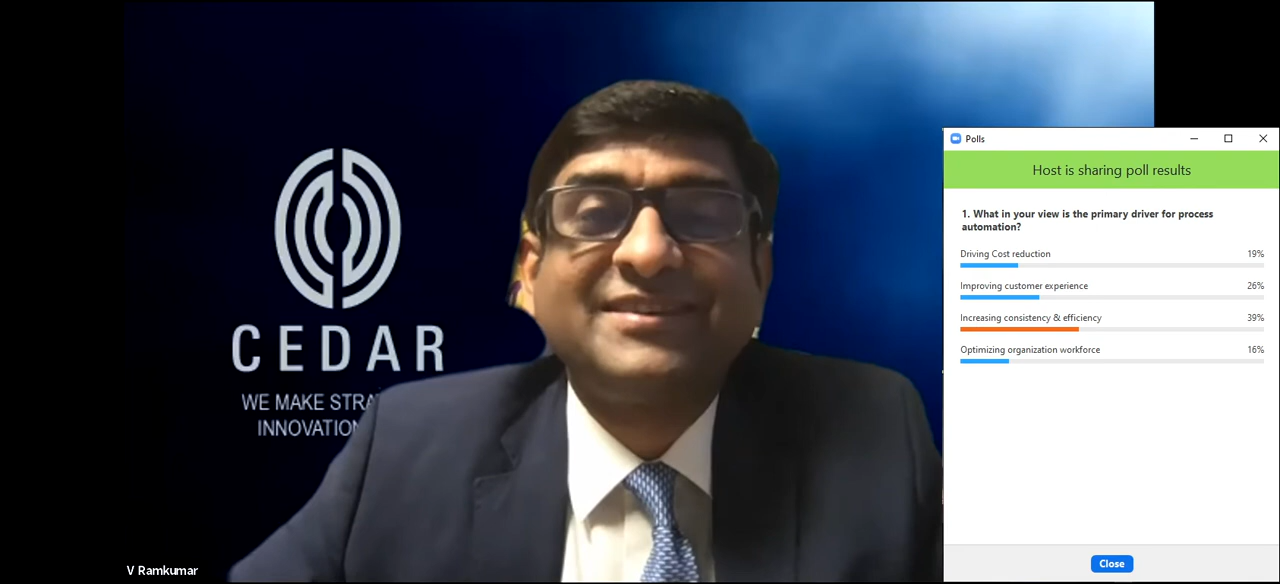 CEDAR
WE MAKE
INNOVATION
V Ramkumar
Polls
Host is sharing poll results
1. What in your view is the primary driver for process
automation?
Driving Cost reduction 19%
Improving customer experience 26%
Increasing consistency & efficiency 39%
Optimizing organization workforce 16%
Close